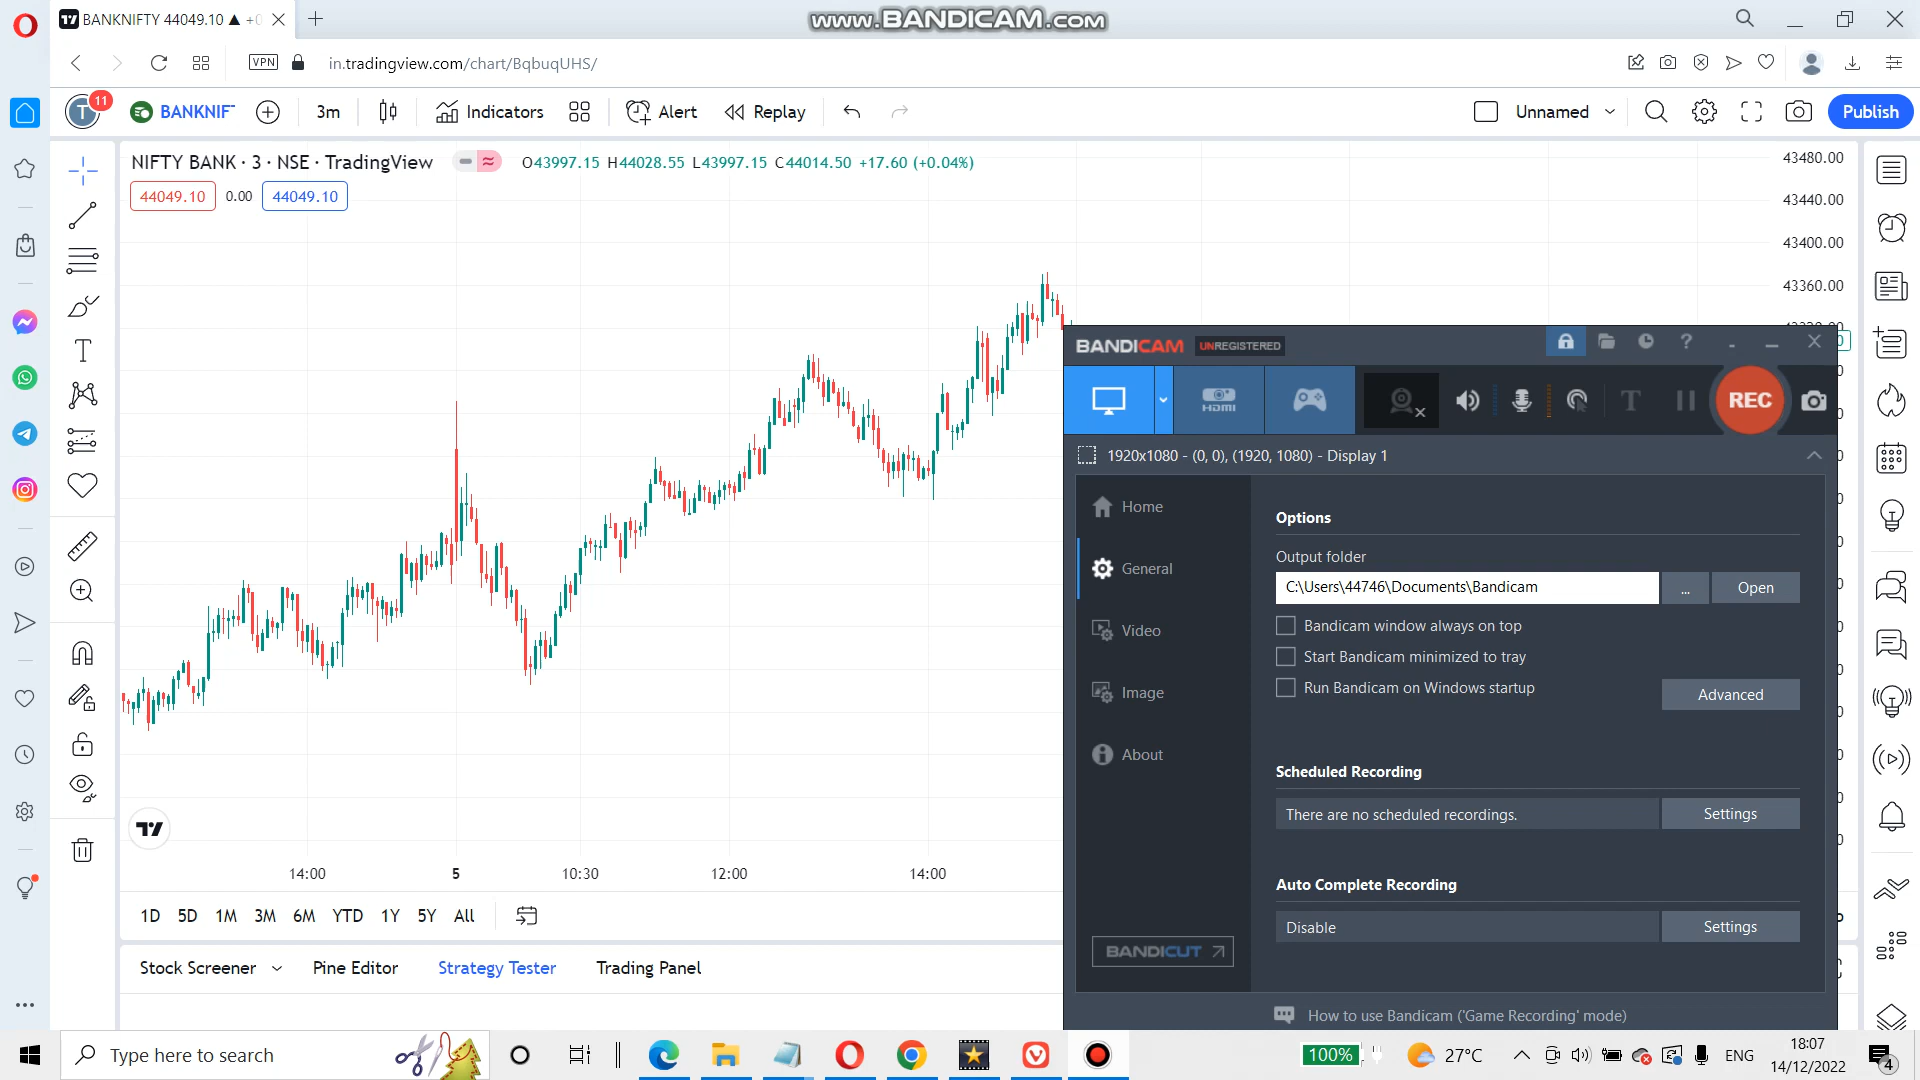 BANKNIFTY 44049.10 ▲ +0
www.BANDICAM.com
VPN
in.tradingview.com/chart/BqbuqUHS/
T
11
BANKNIF
3m
Indicators
Alert
Replay
Unnamed
Publish
NIFTY BANK · 3 · NSE · TradingView
O43997.15 H44028.55 L43997.15 C44014.50 +17.60 (+0.04%)
44049.10
0.00
44049.10
43480.00
43440.00
43400.00
43360.00
BANDICAM
UNREGISTERED
HDMI
T
REC
1920x1080 - (0, 0), (1920, 1080) - Display 1
Home
General
Video
Image
About
BANDICUT
Options
Output folder
C:\Users\44746\Documents\Bandicam
...
Open
Bandicam window always on top
Start Bandicam minimized to tray
Run Bandicam on Windows startup
Advanced
Scheduled Recording
There are no scheduled recordings.
Settings
Auto Complete Recording
Disable
Settings
How to use Bandicam ('Game Recording' mode)
14:00
5
10:30
12:00
14:00
1D 5D 1M 3M 6M YTD 1Y 5Y All
Stock Screener
Pine Editor
Strategy Tester
Trading Panel
Type here to search
100%
27°C
ENG
18:07
14/12/2022
4